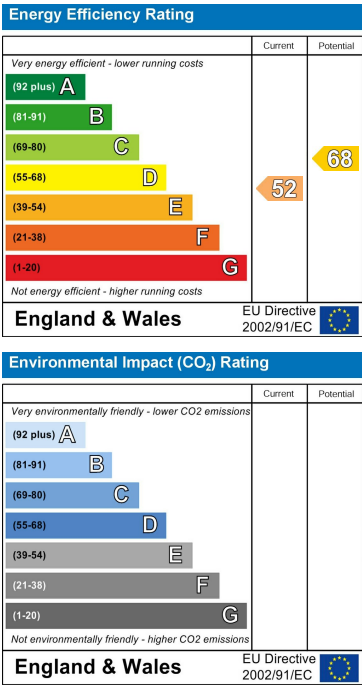 Energy Efficiency Rating
Current Potential
Very energy efficient - lower running costs
(92 plus) A
(81-91) B
(69-80) C
(55-68) D
(39-54) E
(21-38) F
(1-20) G
52
68
Not energy efficient - higher running costs
England & Wales
EU Directive
2002/91/EC
Environmental Impact (CO₂) Rating
Current Potential
Very environmentally friendly - lower CO2 emissions
(92 plus) A
(81-91) B
(69-80) C
(55-68) D
(39-54) E
(21-38) F
(1-20) G
Not environmentally friendly - higher CO2 emissions
England & Wales
EU Directive
2002/91/EC